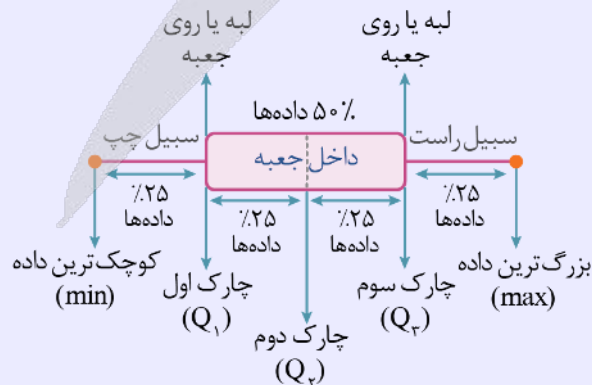 لبه یا روی جعبه
لبه یا روی جعبه
۵۰٪ داده‌ها
سبیل راست
داخل جعبه
سبیل چپ
۲۵٪ داده‌ها
۲۵٪ داده‌ها
۲۵٪ داده‌ها
۲۵٪ داده‌ها
بزرگ‌ترین داده
(max)
چارک سوم
(Q۳)
چارک دوم
(Q۲)
چارک اول
(Q۱)
کوچک‌ترین داده
(min)